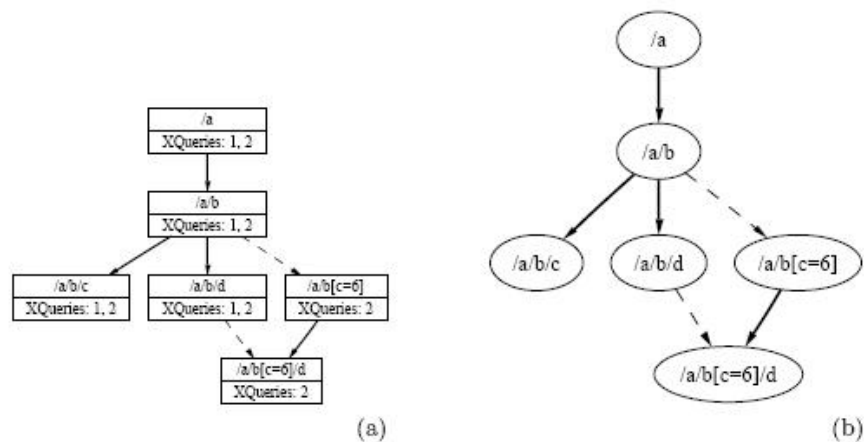 /a
XQueries: 1, 2
/a/b
XQueries: 1, 2
/a/b/c
XQueries: 1, 2
/a/b/d
XQueries: 1, 2
/a/b[c=6]
XQueries: 2
/a/b[c=6]/d
XQueries: 2
(a)
/a
/a/b
/a/b/c
/a/b/d
/a/b[c=6]
/a/b[c=6]/d
(b)